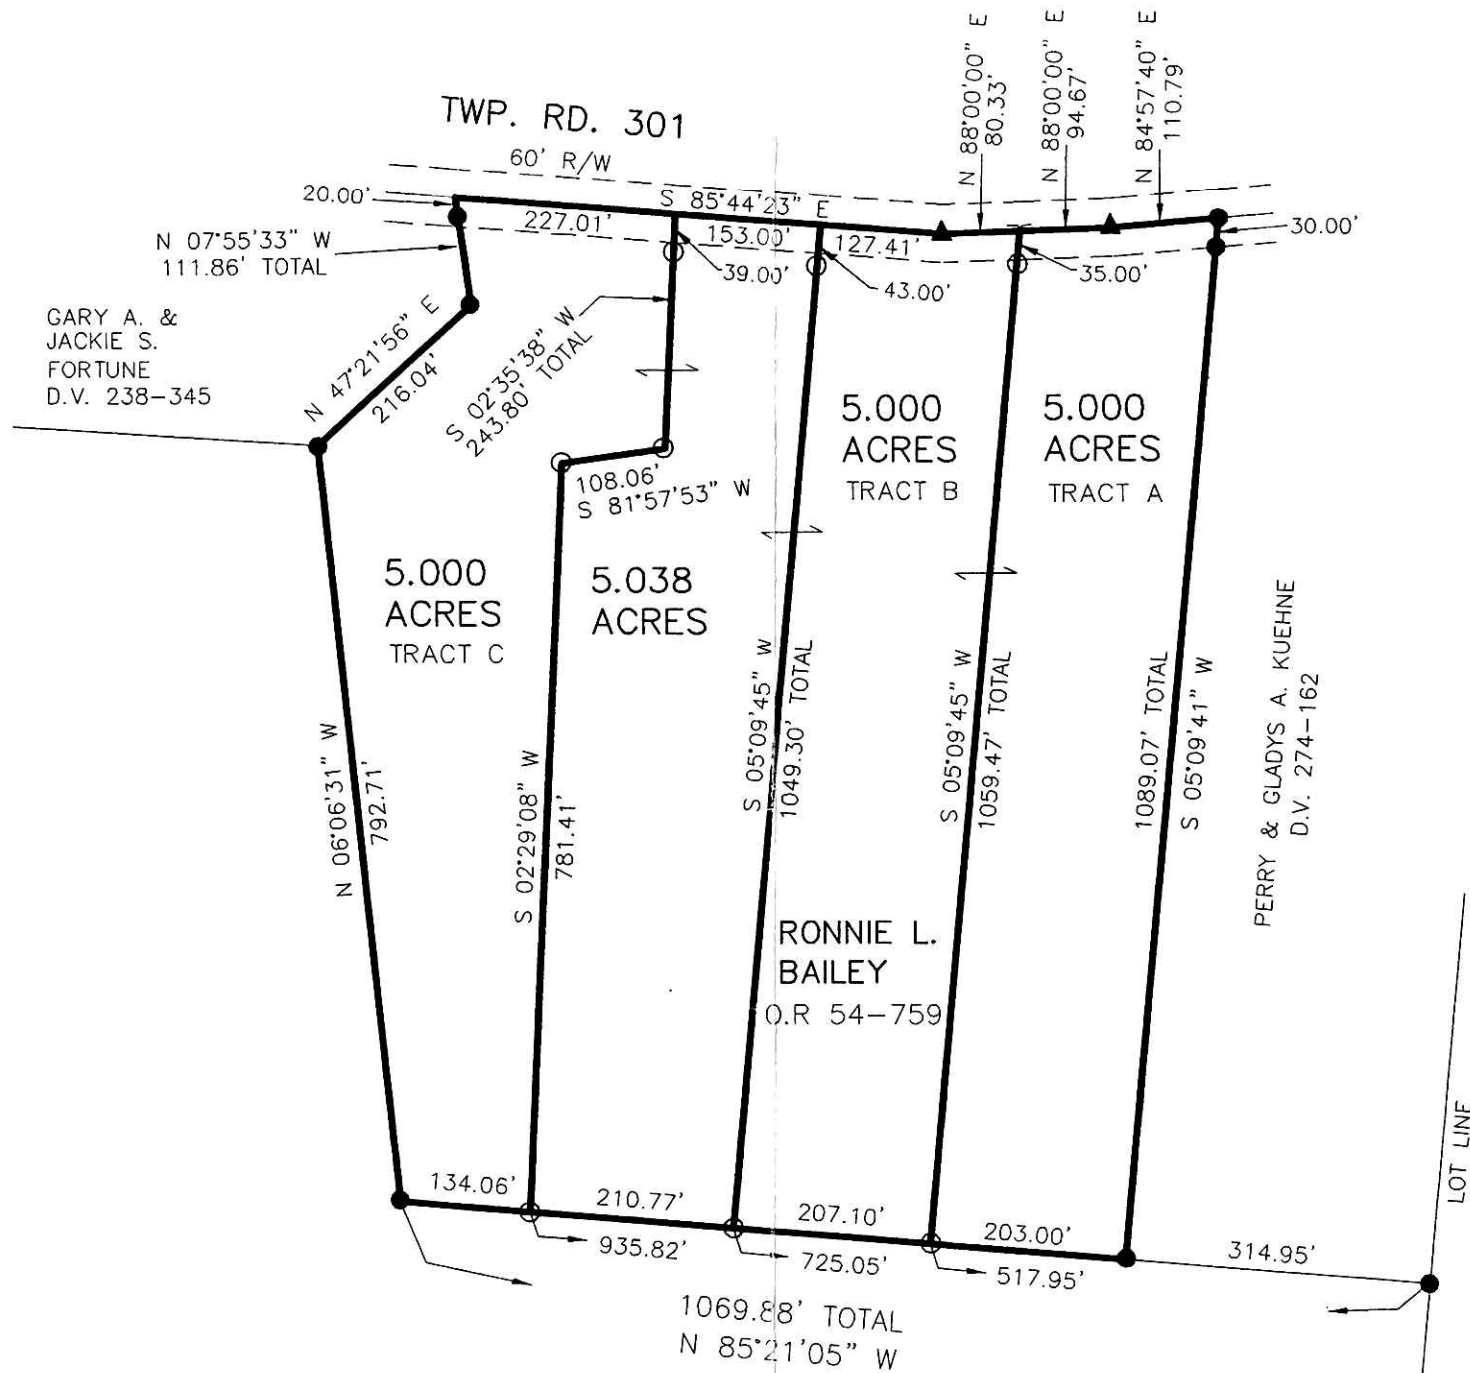 N 88°00'00" E
80.33'
N 88°00'00" E
94.67'
N 84°57'40" E
110.79'
TWP. RD. 301
60' R/W
20.00'
S 85°44'23" E
227.01'
153.00'
127.41'
30.00'
N 07°55'33" W
111.86' TOTAL
39.00'
43.00'
35.00'
GARY A. &
JACKIE S.
FORTUNE
D.V. 238-345
N 47°21'56" E
216.04'
S 02°35'38" W
243.80' TOTAL
108.06'
S 81°57'53" W
5.000
ACRES
TRACT B
5.000
ACRES
TRACT A
5.000
ACRES
TRACT C
5.038
ACRES
N 06°06'31" W
792.71'
S 02°29'08" W
781.41'
S 05°09'45" W
1049.30' TOTAL
S 05°09'45" W
1059.47' TOTAL
1089.07' TOTAL
S 05°09'41" W
PERRY & GLADYS A. KUEHNE
D.V. 274-162
RONNIE L.
BAILEY
O.R 54-759
LOT LINE
134.06'
210.77'
207.10'
203.00'
314.95'
935.82'
725.05'
517.95'
1069.88' TOTAL
N 85°21'05" W